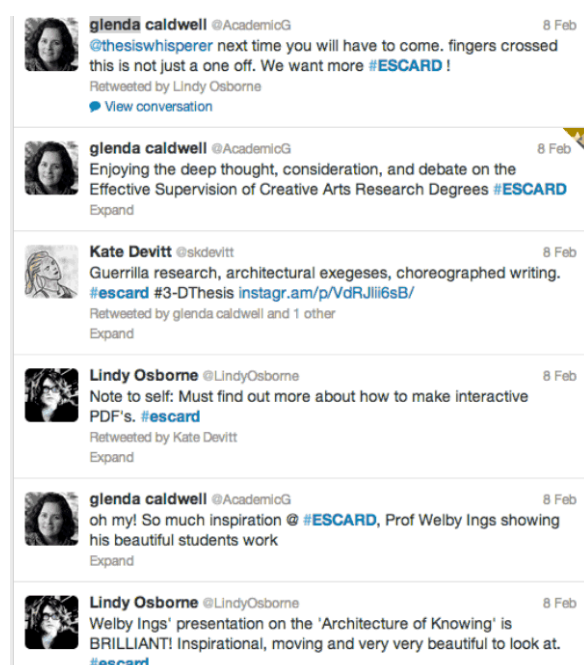 glenda caldwell @AcademicG 8 Feb
@thesiswhisperer next time you will have to come. fingers crossed
this is not just a one off. We want more #ESCARD !
Retweeted by Lindy Osborne
View conversation
glenda caldwell @AcademicG 8 Feb
Enjoying the deep thought, consideration, and debate on the
Effective Supervision of Creative Arts Research Degrees #ESCARD
Expand
Kate Devitt @skdevitt 8 Feb
Guerrilla research, architectural exegeses, choreographed writing.
#escard #3-DThesis instagr.am/p/VdRJlii6sB/
Retweeted by glenda caldwell and 1 other
Expand
Lindy Osborne @LindyOsborne 8 Feb
Note to self: Must find out more about how to make interactive
PDF's. #escard
Retweeted by Kate Devitt
Expand
glenda caldwell @AcademicG 8 Feb
oh my! So much inspiration @ #ESCARD, Prof Welby Ings showing
his beautiful students work
Expand
Lindy Osborne @LindyOsborne 8 Feb
Welby Ings' presentation on the 'Architecture of Knowing' is
BRILLIANT! Inspirational, moving and very very beautiful to look at.
#escard